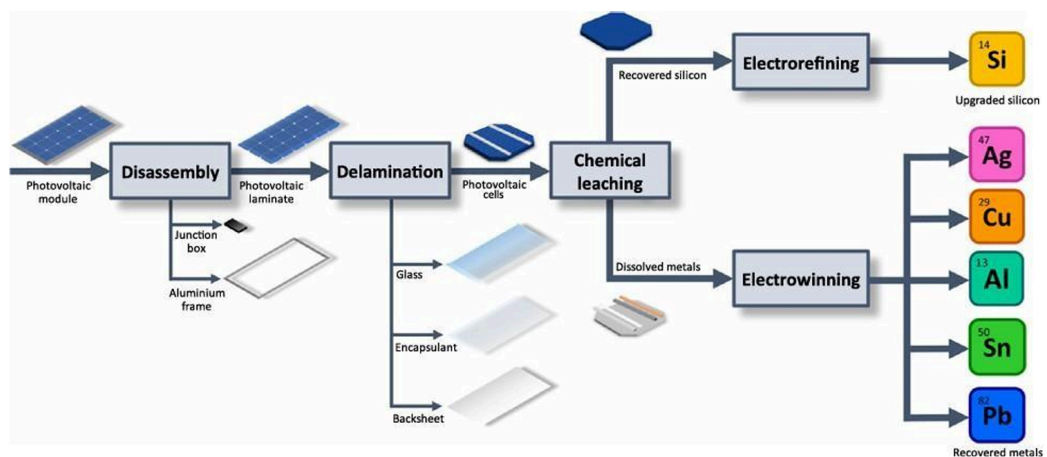 Photovoltaic
module
Disassembly
Junction
box
Aluminium
frame
Photovoltaic
laminate
Delamination
Glass
Encapsulant
Backsheet
Photovoltaic
cells
Chemical
leaching
Recovered silicon
Electrorefining
14
Si
Upgraded silicon
Dissolved metals
Electrowinning
47
Ag
29
Cu
13
Al
50
Sn
82
Pb
Recovered metals